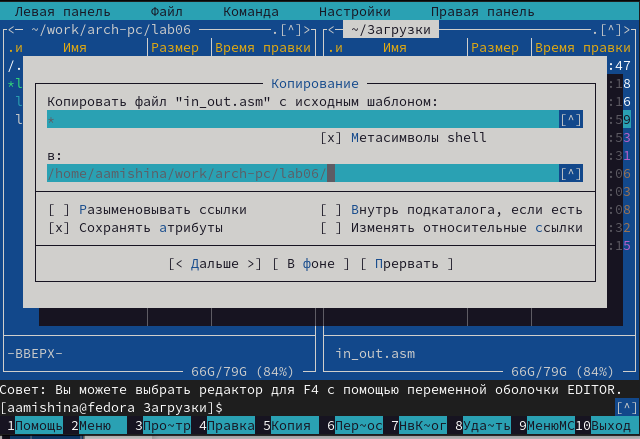 Левая панель Файл Команда Настройки Правая панель
<─ ~/work/arch-pc/lab06 ─.[^]> <─ ~/Загрузки ─.[^]>
.и Имя Размер Время правки .и Имя Размер Время правки
/. :47
*l :18
l :16
l :59
:53
:31
:06
:03
:08
:32
:15
Копирование
Копировать файл "in_out.asm" с исходным шаблоном:
* [^]
[x] Метасимволы shell
в:
/home/aamishina/work/arch-pc/lab06/ [^]
[ ] Разыменовывать ссылки [ ] Внутрь подкаталога, если есть
[x] Сохранять атрибуты [ ] Изменять относительные ссылки
[< Дальше >] [ В фоне ] [ Прервать ]
-ВВЕРХ- in_out.asm
66G/79G (84%) 66G/79G (84%)
Совет: Вы можете выбрать редактор для F4 с помощью переменной оболочки EDITOR.
[aamishina@fedora Загрузки]$ [^]
1Помощь 2Меню 3Про~тр 4Правка 5Копия 6Пер~ос 7НвК~ог 8Уда~ть 9МенюMC 10Выход